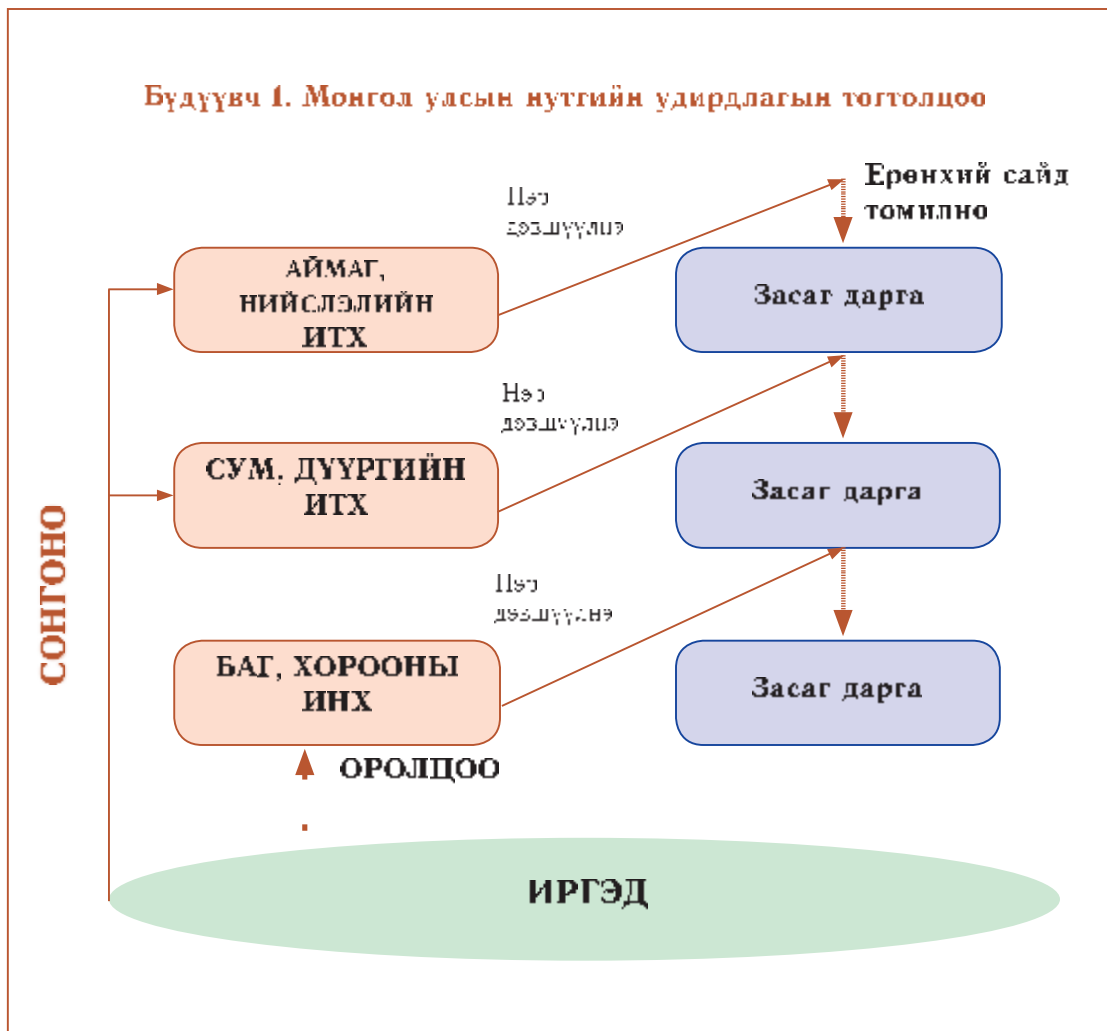 Бүдүүвч 1. Монгол улсын нутгийн удирдлагын тогтолцоо
Ерөнхий сайд
томилно
Нэр
дэвшүүлнэ
АЙМАГ,
НИЙСЛЭЛИЙН
ИТХ
Засаг дарга
Нэр
дэвшүүлнэ
СУМ, ДҮҮРГИЙН
ИТХ
Засаг дарга
СОНГОНО
Нэр
дэвшүүлнэ
БАГ, ХОРООНЫ
ИНХ
Засаг дарга
ОРОЛЦОО
ИРГЭД